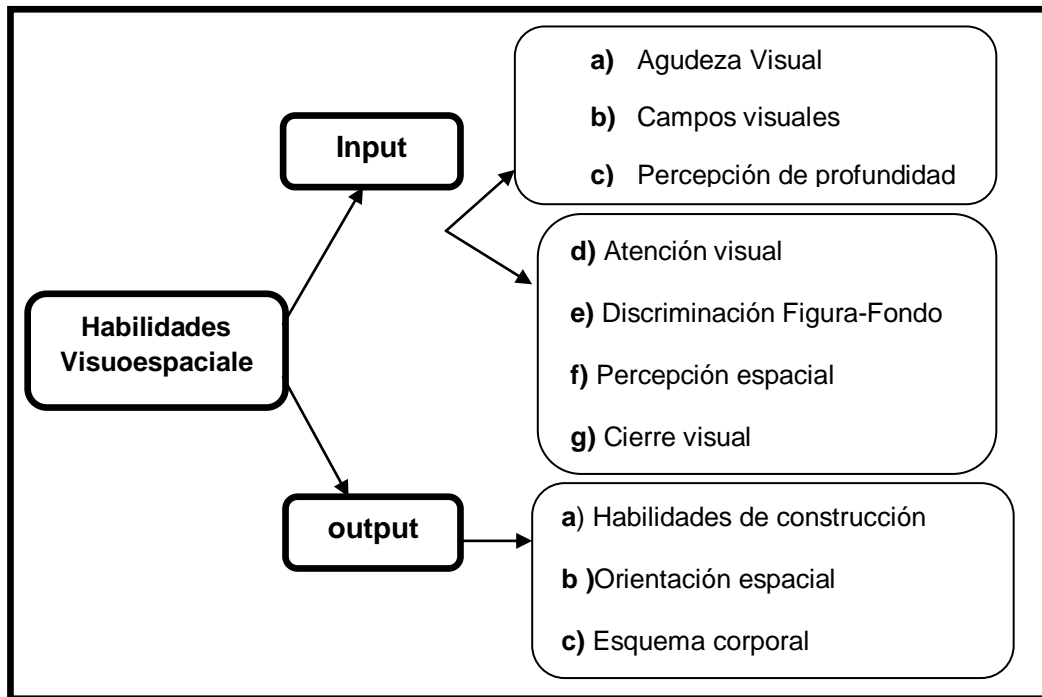 Habilidades
Visuoespaciale
Input
a) Agudeza Visual
b) Campos visuales
c) Percepción de profundidad
d) Atención visual
e) Discriminación Figura-Fondo
f) Percepción espacial
g) Cierre visual
output
a) Habilidades de construcción
b )Orientación espacial
c) Esquema corporal